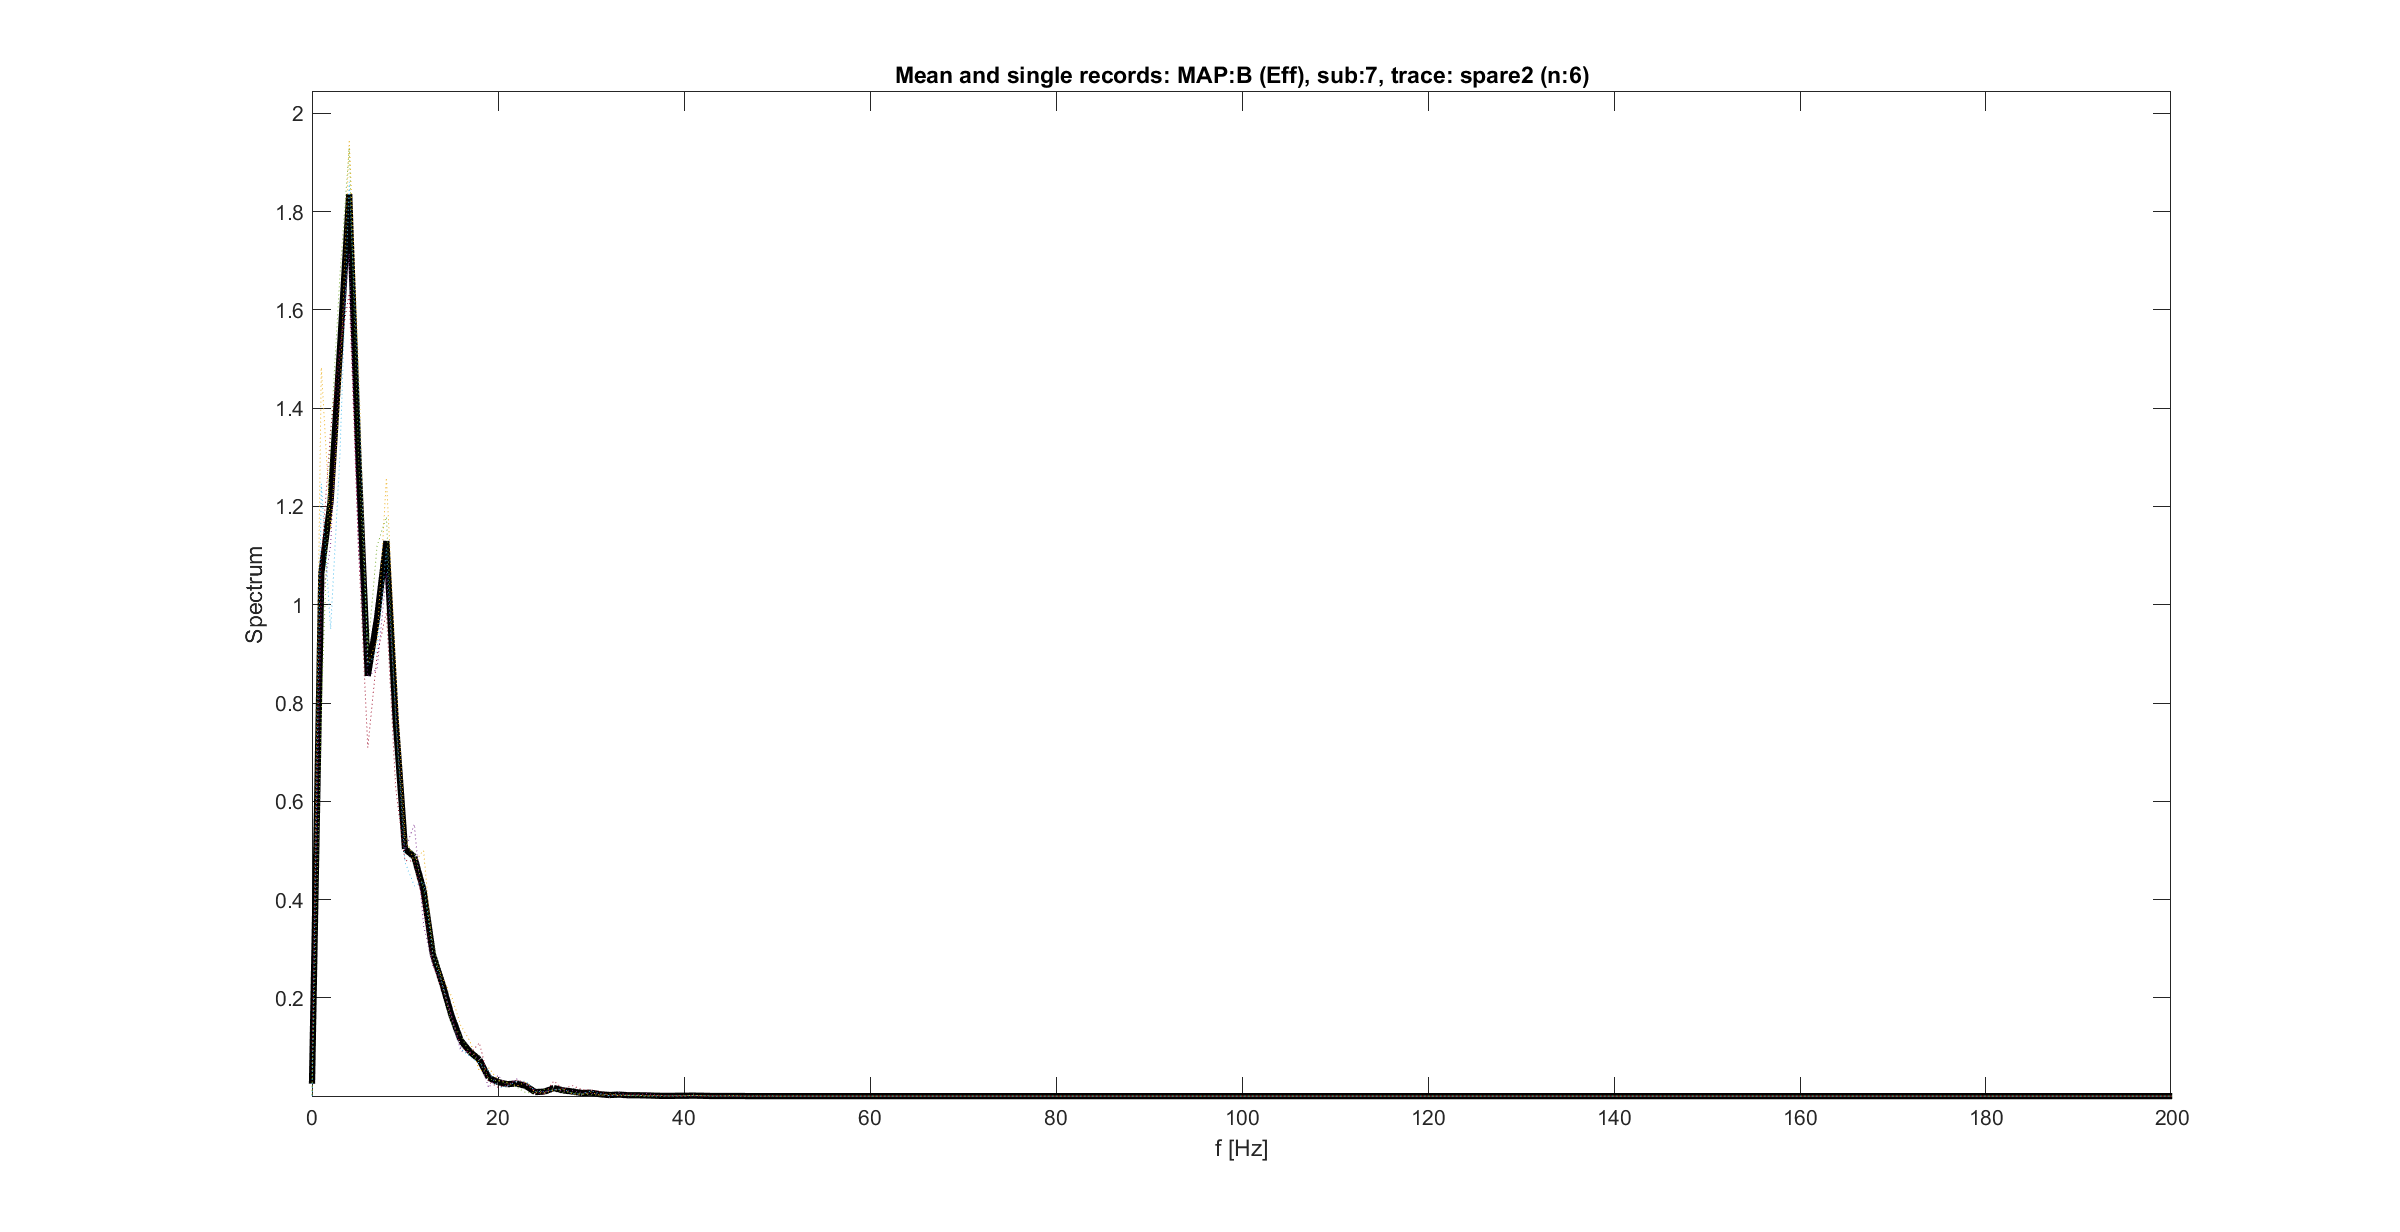 Mean and single records: MAP:B (Eff), sub:7, trace: spare2 (n:6)
2
1.8
1.6
1.4
1.2
1
0.8
0.6
0.4
0.2
Spectrum
0 20 40 60 80 100 120 140 160 180 200
f [Hz]